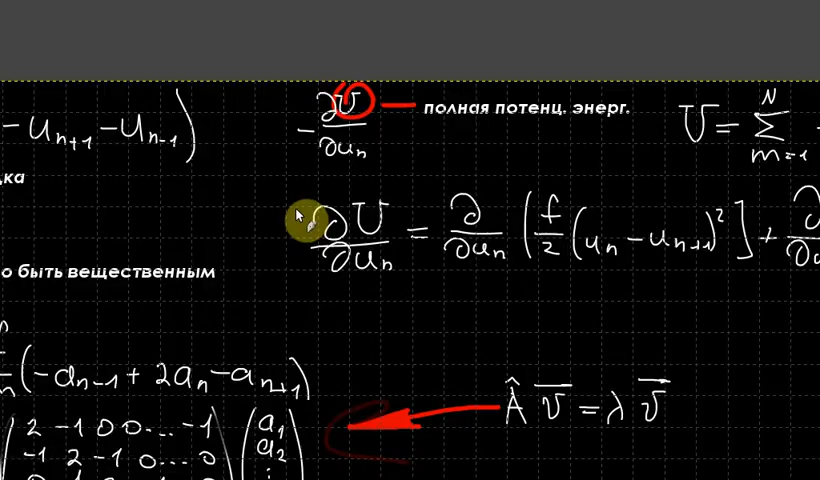 - u_{n+1} - u_{n-1})
- ∂U/∂u_n — полная потенц. энерг.
U = Σ_{m=1}^{N}
∂U/∂u_n = ∂/∂u_n (f/2 (u_n - u_{n+1})²] + ∂/∂u
о быть вещественным
(-a_{n-1} + 2a_n - a_{n+1})
Â v̄ = λ v̄
2 -1 0 0 ... -1 (a_1
-1 2 -1 0 ... 0 a_2